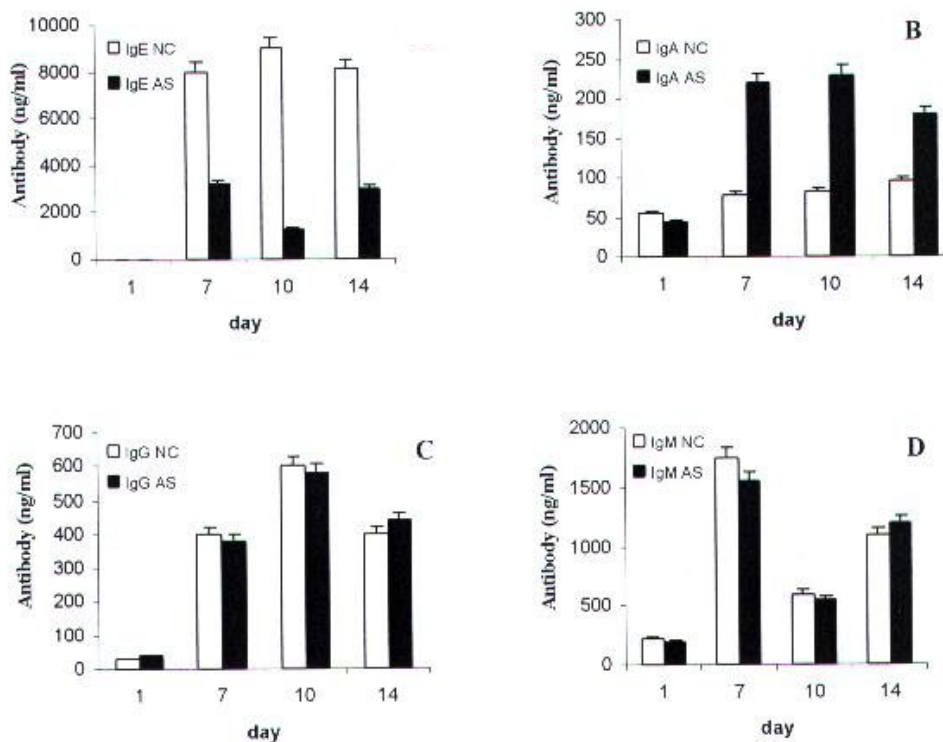 Antibody (ng/ml)
10000
8000
6000
4000
2000
0
IgE NC
IgE AS
1 7 10 14
day
B
Antibody (ng/ml)
300
250
200
150
100
50
0
IgA NC
IgA AS
1 7 10 14
day
C
Antibody (ng/ml)
700
600
500
400
300
200
100
0
IgG NC
IgG AS
1 7 10 14
day
D
Antibody (ng/ml)
2000
1500
1000
500
0
IgM NC
IgM AS
1 7 10 14
day